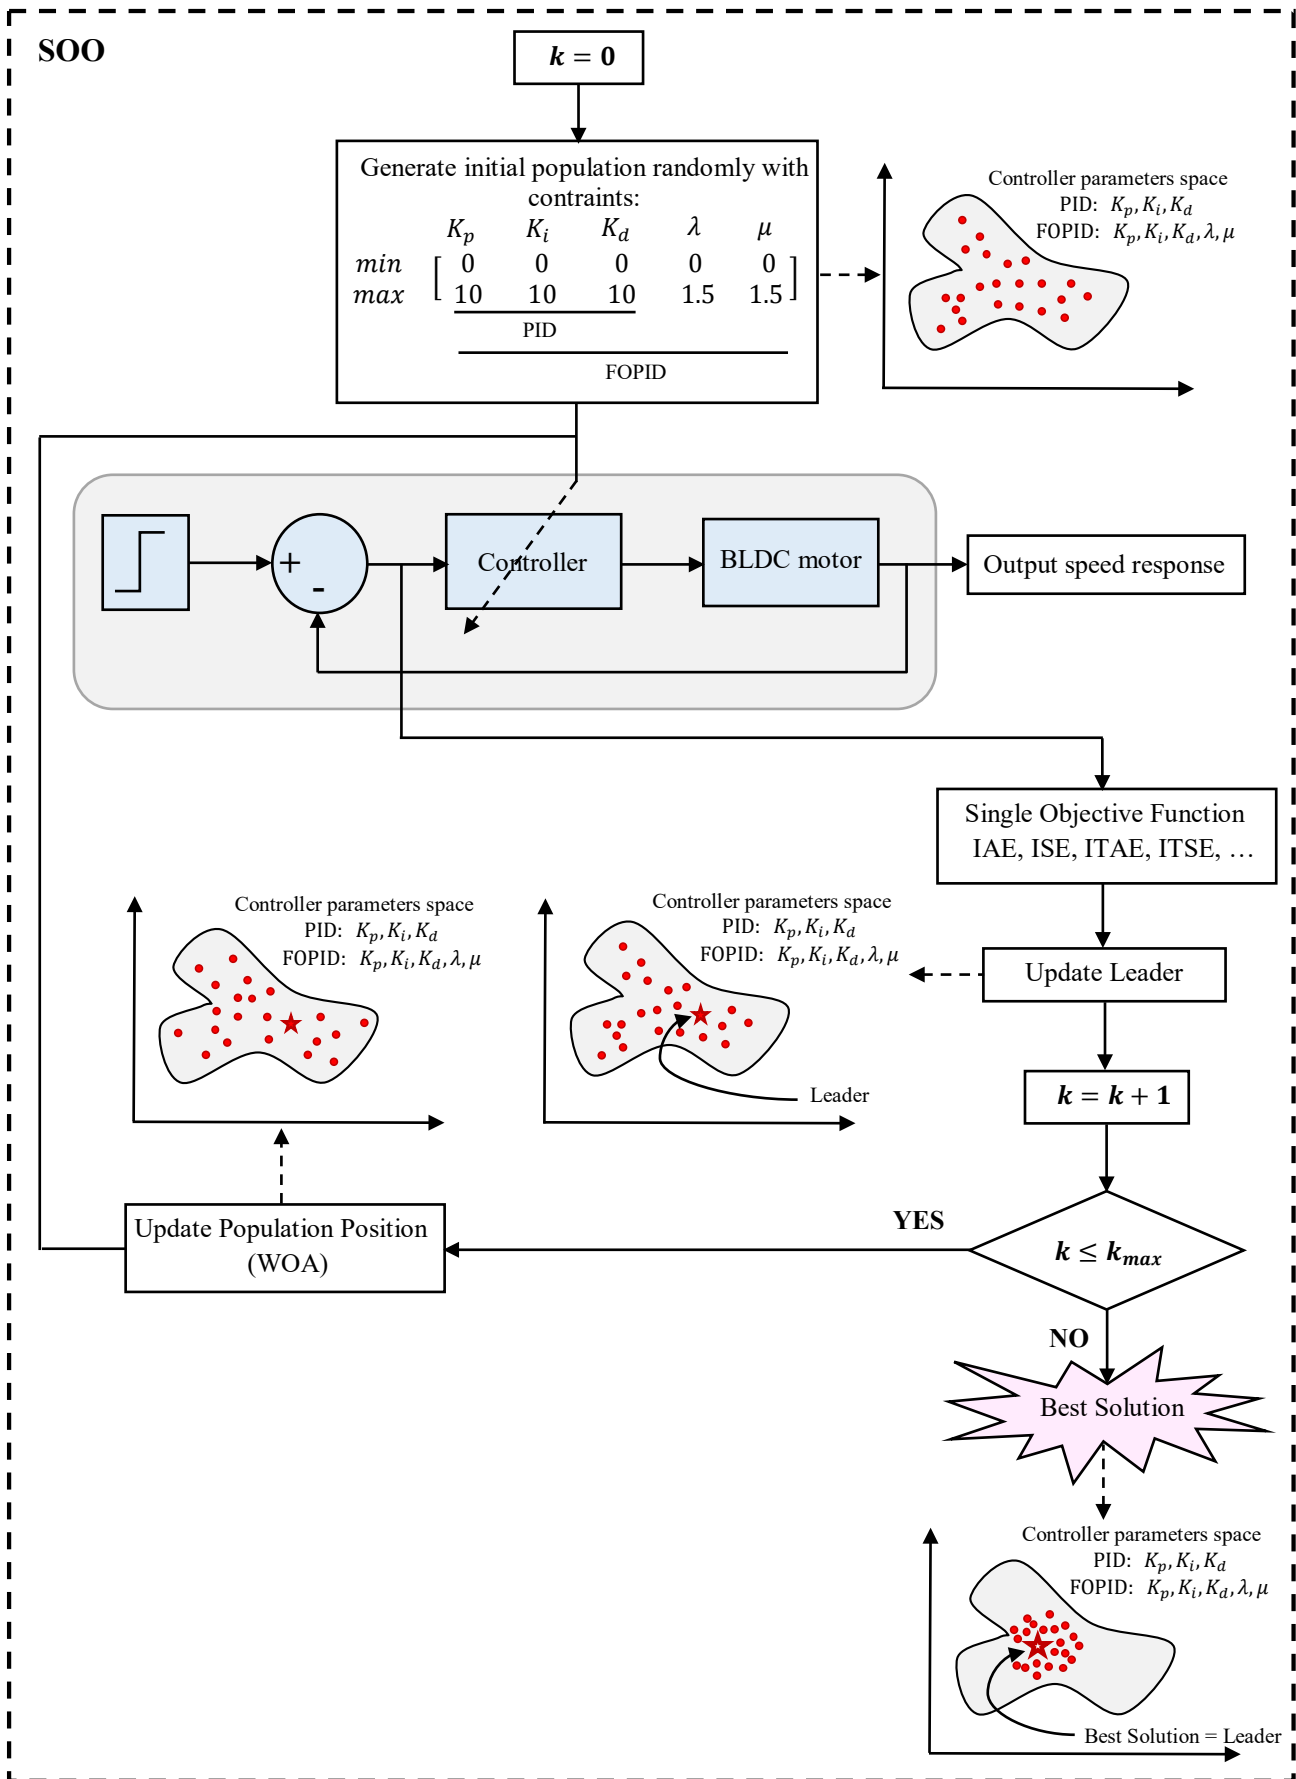 SOO
k = 0
Generate initial population randomly with
contraints:
K_p K_i K_d λ μ
min [ 0 0 0 0 0 ]
max 10 10 10 1.5 1.5
PID
FOPID
Controller parameters space
PID: K_p, K_i, K_d
FOPID: K_p, K_i, K_d, λ, μ
+
-
Controller
BLDC motor
Output speed response
Single Objective Function
IAE, ISE, ITAE, ITSE, …
Controller parameters space
PID: K_p, K_i, K_d
FOPID: K_p, K_i, K_d, λ, μ
Controller parameters space
PID: K_p, K_i, K_d
FOPID: K_p, K_i, K_d, λ, μ
Leader
Update Leader
k = k + 1
Update Population Position
(WOA)
YES
k ≤ k_max
NO
Best Solution
Controller parameters space
PID: K_p, K_i, K_d
FOPID: K_p, K_i, K_d, λ, μ
Best Solution = Leader